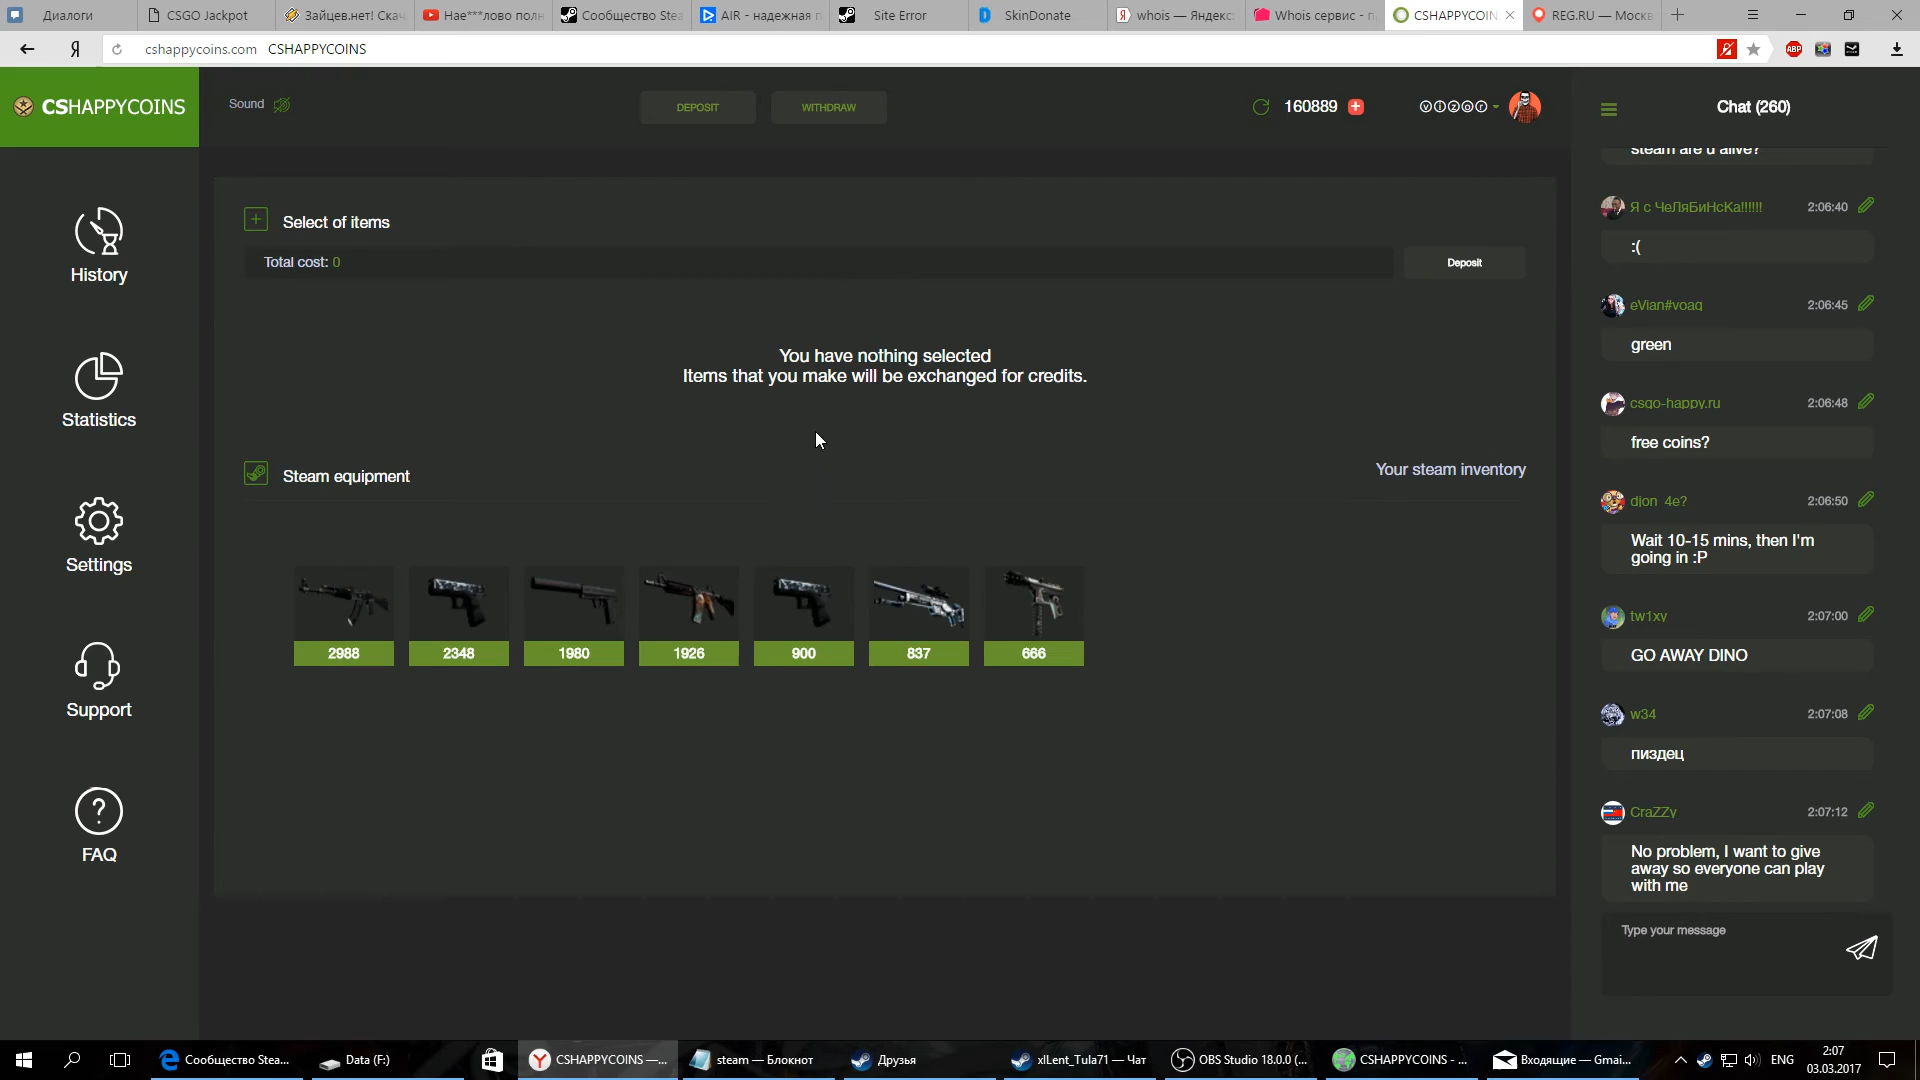 Диалоги
CSGO Jackpot
Зайцев.нет! Скач
Нае***лово полн
Сообщество Stea
AIR - надежная п
Site Error
SkinDonate
whois — Яндекс:
Whois сервис - п
CSHAPPYCOIN
REG.RU — Москв
cshappycoins.com CSHAPPYCOINS
ABP
CSHAPPYCOINS
Sound
DEPOSIT
WITHDRAW
160889
ⓥⓘⓩⓞⓡ
Chat (260)
History
Statistics
Settings
Support
FAQ
Select of items
Total cost: 0
Deposit
You have nothing selected
Items that you make will be exchanged for credits.
Steam equipment
Your steam inventory
2988
2348
1980
1926
900
837
666
steam are u alive?
Я с ЧеЛяБиНсКа!!!!!! 2:06:40
:(
eVian#voag 2:06:45
green
csgo-happy.ru 2:06:48
free coins?
djon_4e? 2:06:50
Wait 10-15 mins, then I'm
going in :P
tw1xy 2:07:00
GO AWAY DINO
w34 2:07:08
пиздец
CraZZy 2:07:12
No problem, I want to give
away so everyone can play
with me
Type your message
Сообщество Stea...
Data (F:)
CSHAPPYCOINS —...
steam — Блокнот
Друзья
xlLent_Tula71 — Чат
OBS Studio 18.0.0 (...
CSHAPPYCOINS - ...
Входящие — Gmai...
ENG
2:07
03.03.2017